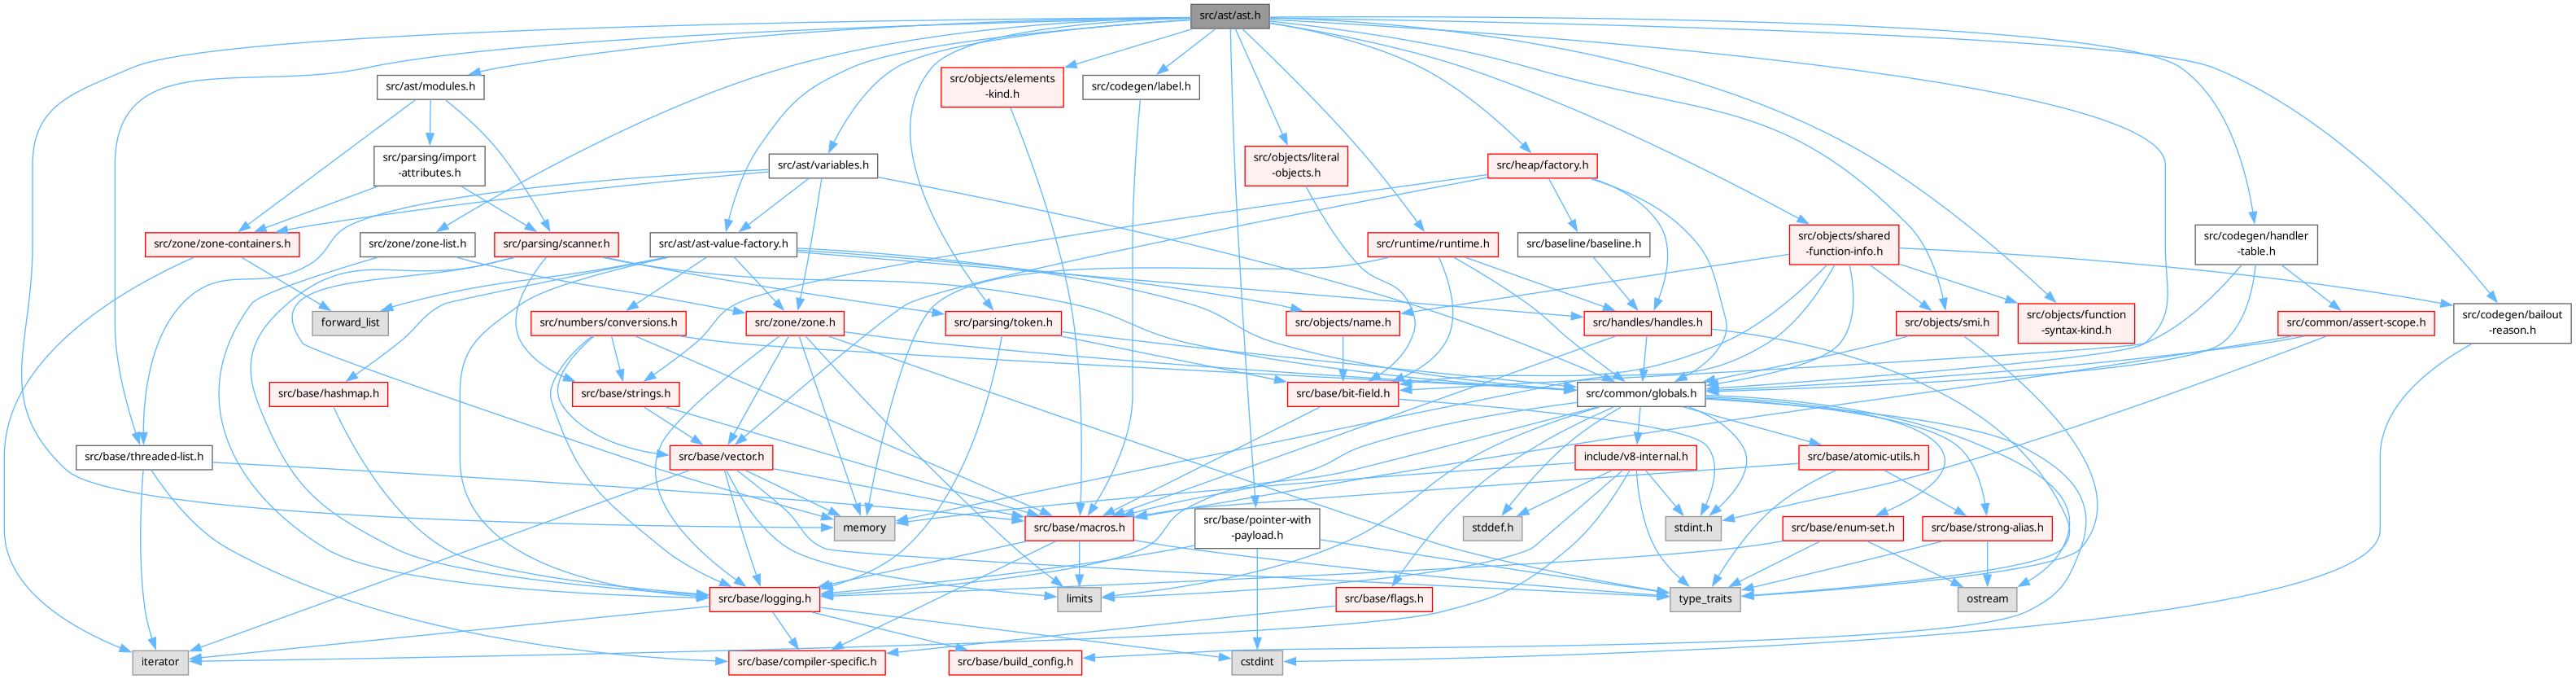 src/ast/ast.h
src/ast/modules.h
src/objects/elements
-kind.h
src/codegen/label.h
src/parsing/import
-attributes.h
src/ast/variables.h
src/objects/literal
-objects.h
src/heap/factory.h
src/zone/zone-containers.h
src/zone/zone-list.h
src/parsing/scanner.h
src/ast/ast-value-factory.h
src/runtime/runtime.h
src/baseline/baseline.h
src/objects/shared
-function-info.h
src/codegen/handler
-table.h
forward_list
src/numbers/conversions.h
src/zone/zone.h
src/parsing/token.h
src/objects/name.h
src/handles/handles.h
src/objects/smi.h
src/objects/function
-syntax-kind.h
src/common/assert-scope.h
src/codegen/bailout
-reason.h
src/base/hashmap.h
src/base/strings.h
src/base/bit-field.h
src/common/globals.h
src/base/threaded-list.h
src/base/vector.h
include/v8-internal.h
src/base/atomic-utils.h
memory
src/base/macros.h
src/base/pointer-with
-payload.h
stddef.h
stdint.h
src/base/enum-set.h
src/base/strong-alias.h
src/base/logging.h
limits
src/base/flags.h
type_traits
ostream
iterator
src/base/compiler-specific.h
src/base/build_config.h
cstdint